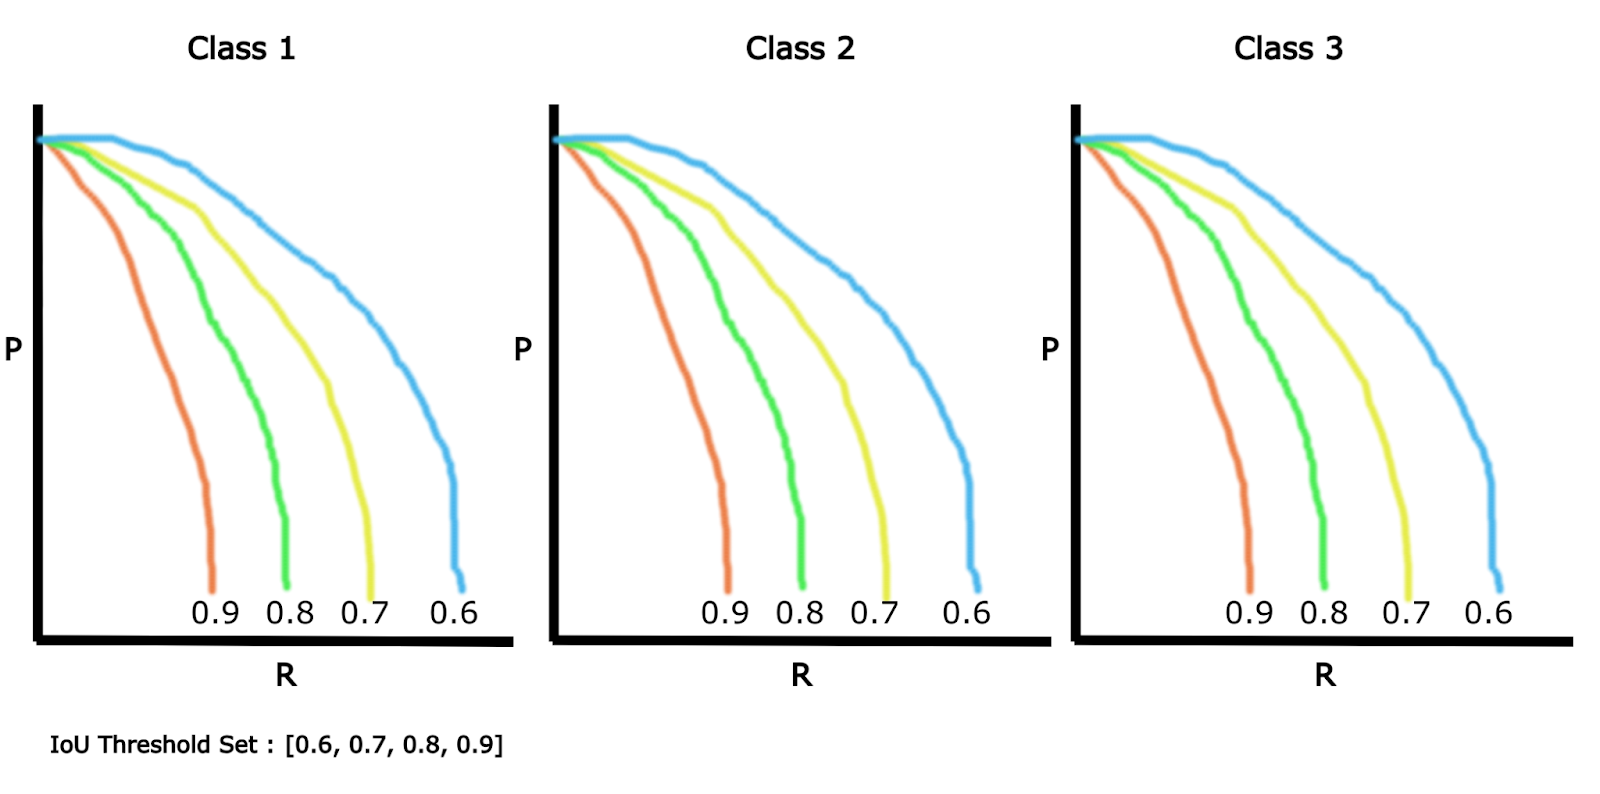 Class 1
Class 2
Class 3
P
P
P
0.9 0.8 0.7 0.6
0.9 0.8 0.7 0.6
0.9 0.8 0.7 0.6
R
R
R
IoU Threshold Set : [0.6, 0.7, 0.8, 0.9]